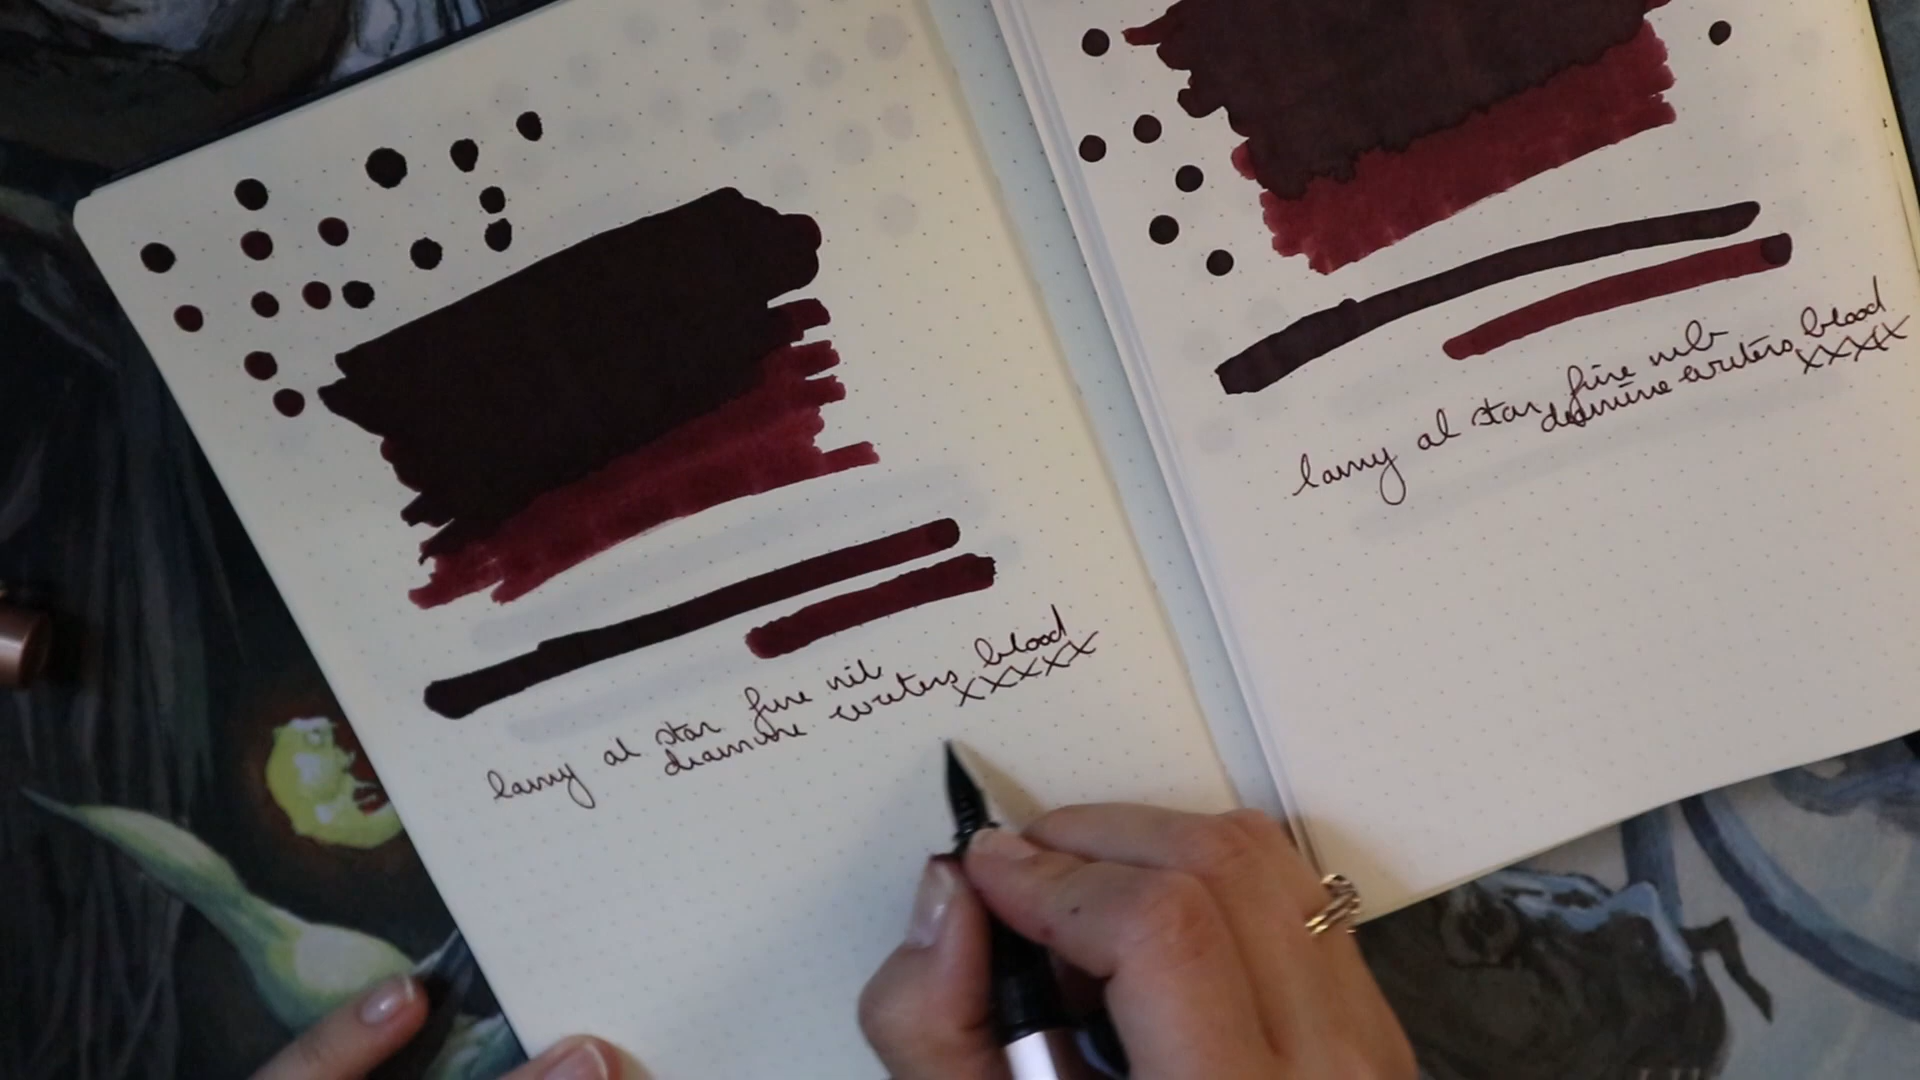 lamy al star fine nib
diamine writers blood
xxxxx
lamy al star fine nib
diamine writers blood
xxxx